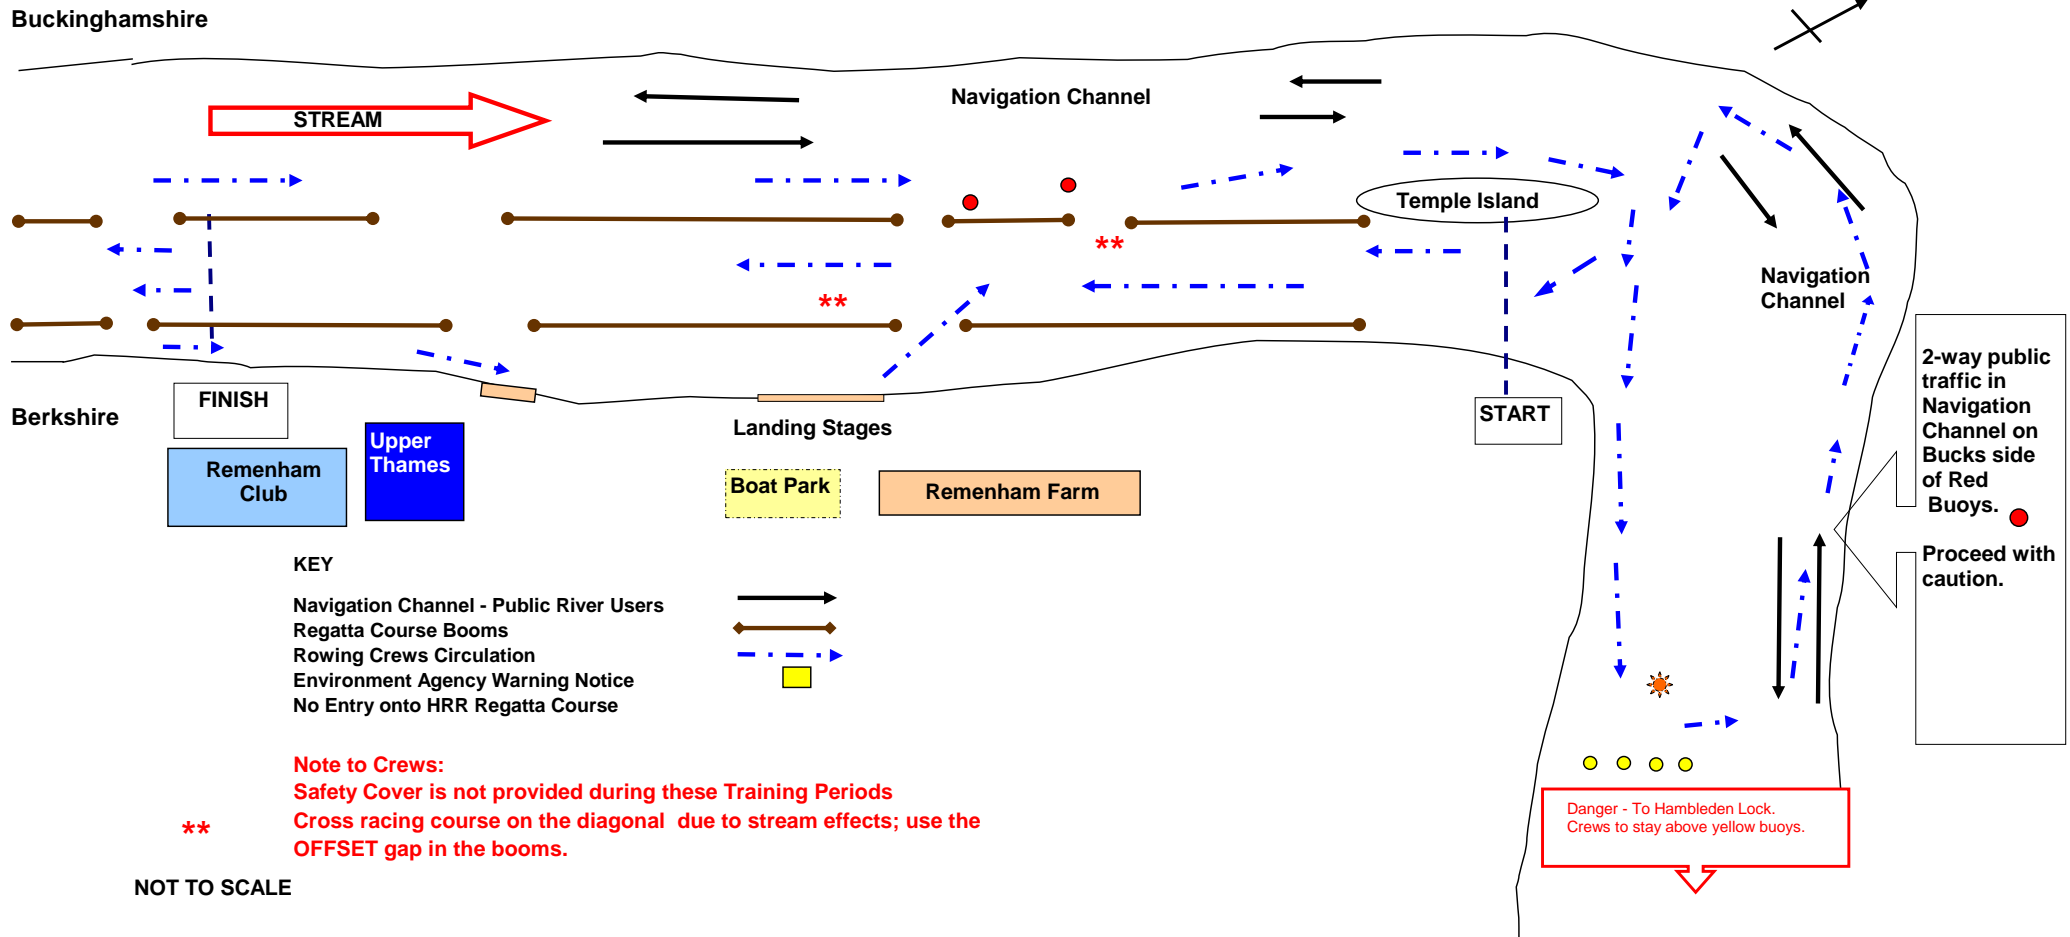 Buckinghamshire
STREAM
Navigation Channel
Temple Island
**
**
Navigation
Channel
2-way public
traffic in
Navigation
Channel on
Bucks side
of Red
Buoys.
Proceed with
caution.
Berkshire
FINISH
START
Landing Stages
Upper
Thames
Remenham
Club
Boat Park
Remenham Farm
KEY
Navigation Channel - Public River Users
Regatta Course Booms
Rowing Crews Circulation
Environment Agency Warning Notice
No Entry onto HRR Regatta Course
Note to Crews:
Safety Cover is not provided during these Training Periods
** Cross racing course on the diagonal due to stream effects; use the
OFFSET gap in the booms.
Danger - To Hambleden Lock.
Crews to stay above yellow buoys.
NOT TO SCALE